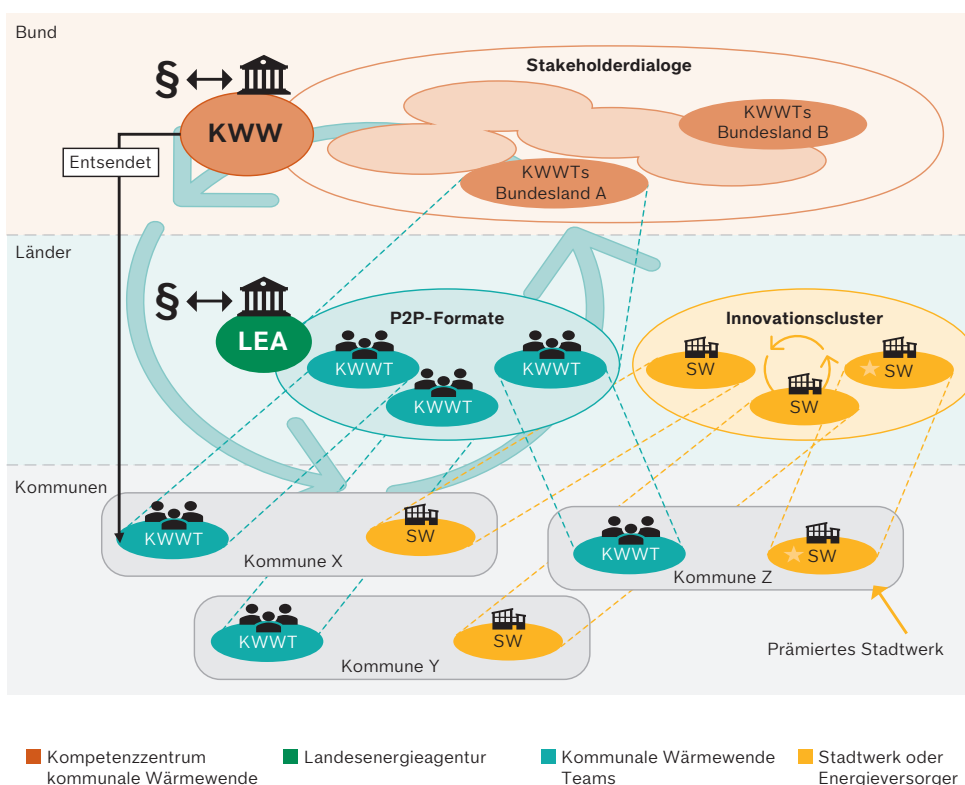 Bund
Stakeholderdialoge
§
KWW
KWWTs
Bundesland B
Entsendet
KWWTs
Bundesland A
Länder
§
LEA
P2P-Formate
KWWT
KWWT
KWWT
Innovationscluster
SW
SW
SW
Kommunen
KWWT
SW
Kommune X
KWWT
SW
Kommune Z
KWWT
SW
Kommune Y
Prämiertes Stadtwerk
Kompetenzzentrum
kommunale Wärmewende
Landesenergieagentur
Kommunale Wärmewende
Teams
Stadtwerk oder
Energieversorger